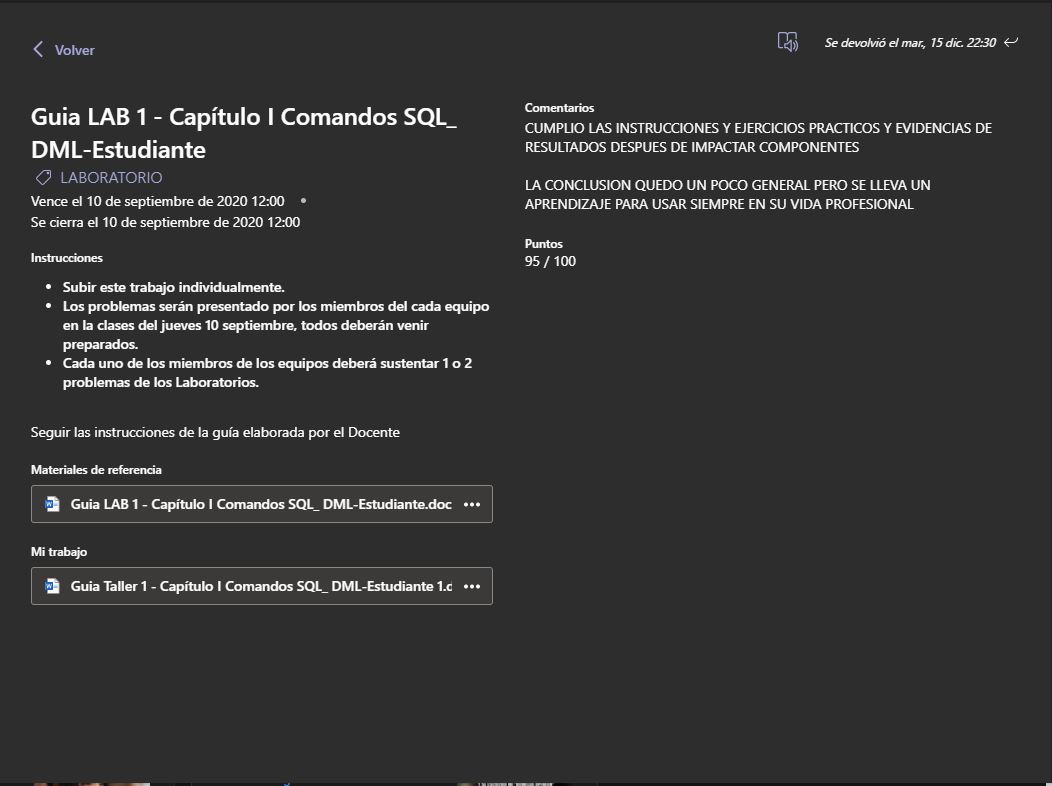 Volver
Se devolvió el mar., 15 dic. 22:30
Guia LAB 1 - Capítulo I Comandos SQL_
DML-Estudiante
LABORATORIO
Vence el 10 de septiembre de 2020 12:00
Se cierra el 10 de septiembre de 2020 12:00
Instrucciones
Subir este trabajo individualmente.
Los problemas serán presentado por los miembros del cada equipo
en la clases del jueves 10 septiembre, todos deberán venir
preparados.
Cada uno de los miembros de los equipos deberá sustentar 1 o 2
problemas de los Laboratorios.
Seguir las instrucciones de la guía elaborada por el Docente
Materiales de referencia
Guia LAB 1 - Capítulo I Comandos SQL_ DML-Estudiante.doc
Mi trabajo
Guia Taller 1 - Capítulo I Comandos SQL_ DML-Estudiante 1.d
Comentarios
CUMPLIO LAS INSTRUCCIONES Y EJERCICIOS PRACTICOS Y EVIDENCIAS DE
RESULTADOS DESPUES DE IMPACTAR COMPONENTES
LA CONCLUSION QUEDO UN POCO GENERAL PERO SE LLEVA UN
APRENDIZAJE PARA USAR SIEMPRE EN SU VIDA PROFESIONAL
Puntos
95 / 100